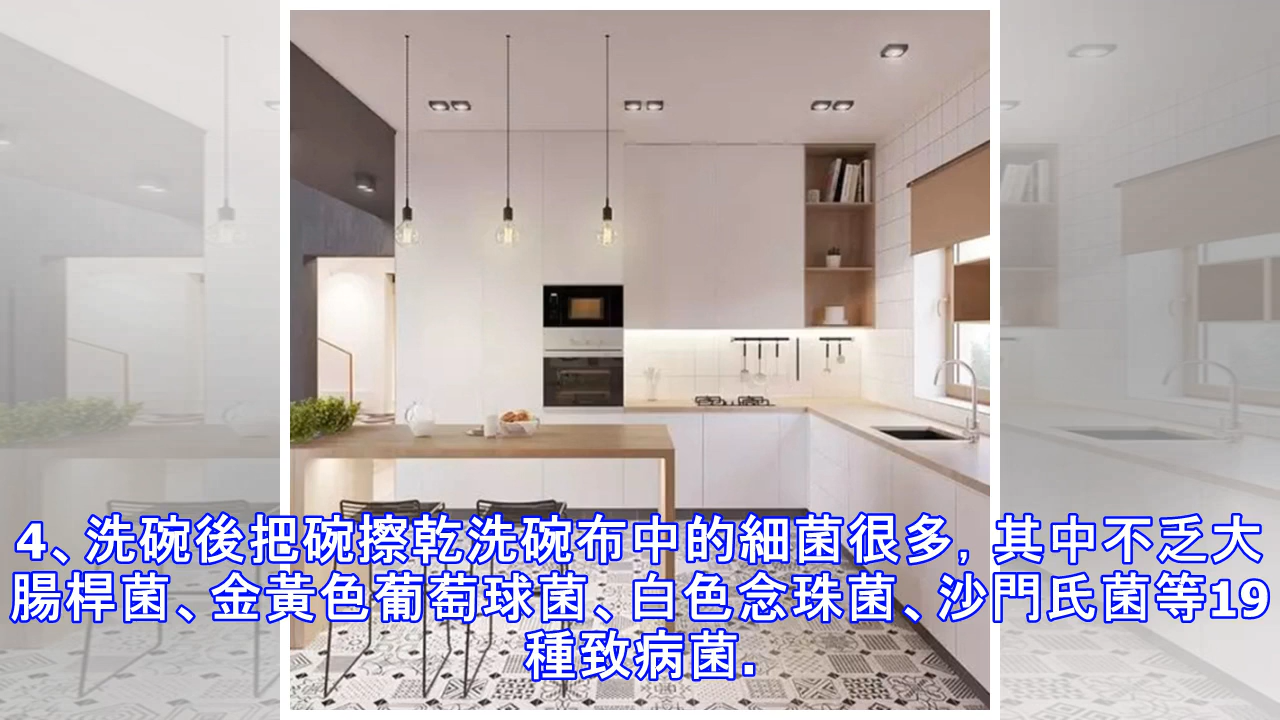 4、洗碗後把碗擦乾洗碗布中的細菌很多, 其中不乏大
腸桿菌、金黃色葡萄球菌、白色念珠菌、沙門氏菌等19
種致病菌.